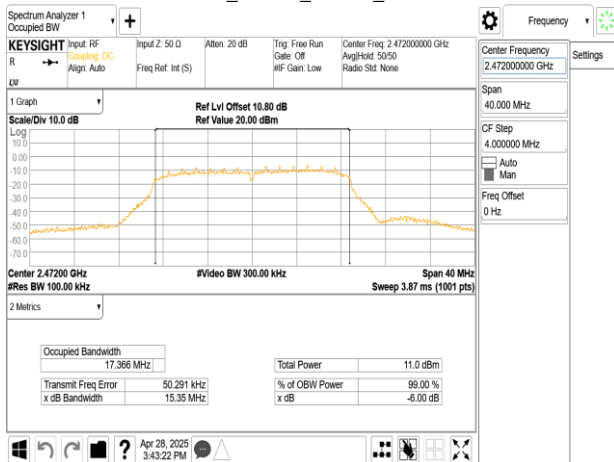 Spectrum Analyzer 1
Occupied BW
+
Frequency
KEYSIGHT
R
Input: RF
Coupling: DC
Align: Auto
Input Z: 50 Ω
Freq Ref: Int (S)
Atten: 20 dB
Trig: Free Run
Gate: Off
#IF Gain: Low
Center Freq: 2.472000000 GHz
Avg|Hold: 50/50
Radio Std: None
LXI
Center Frequency
2.472000000 GHz
Settings
Span
40.000 MHz
CF Step
4.000000 MHz
Auto
Man
Freq Offset
0 Hz
1 Graph
Scale/Div 10.0 dB
Ref Lvl Offset 10.80 dB
Ref Value 20.00 dBm
Log
10.0
0.00
-10.0
-20.0
-30.0
-40.0
-50.0
-60.0
-70.0
Center 2.47200 GHz
#Video BW 300.00 kHz
Span 40 MHz
#Res BW 100.00 kHz
Sweep 3.87 ms (1001 pts)
2 Metrics
Occupied Bandwidth
17.366 MHz
Total Power 11.0 dBm
Transmit Freq Error 50.291 kHz
% of OBW Power 99.00 %
x dB Bandwidth 15.35 MHz
x dB -6.00 dB
?
Apr 28, 2025
3:43:22 PM